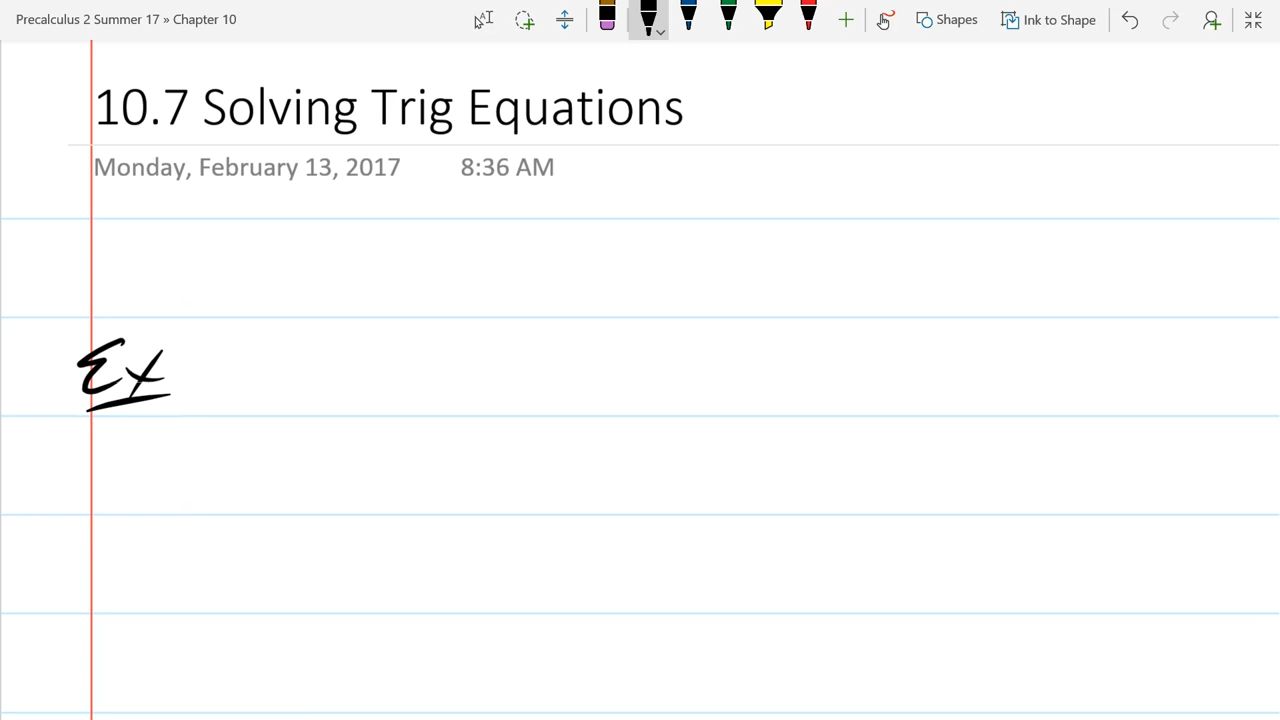 Precalculus 2 Summer 17 » Chapter 10
Shapes
Ink to Shape
10.7 Solving Trig Equations
Monday, February 13, 2017 8:36 AM
Ex